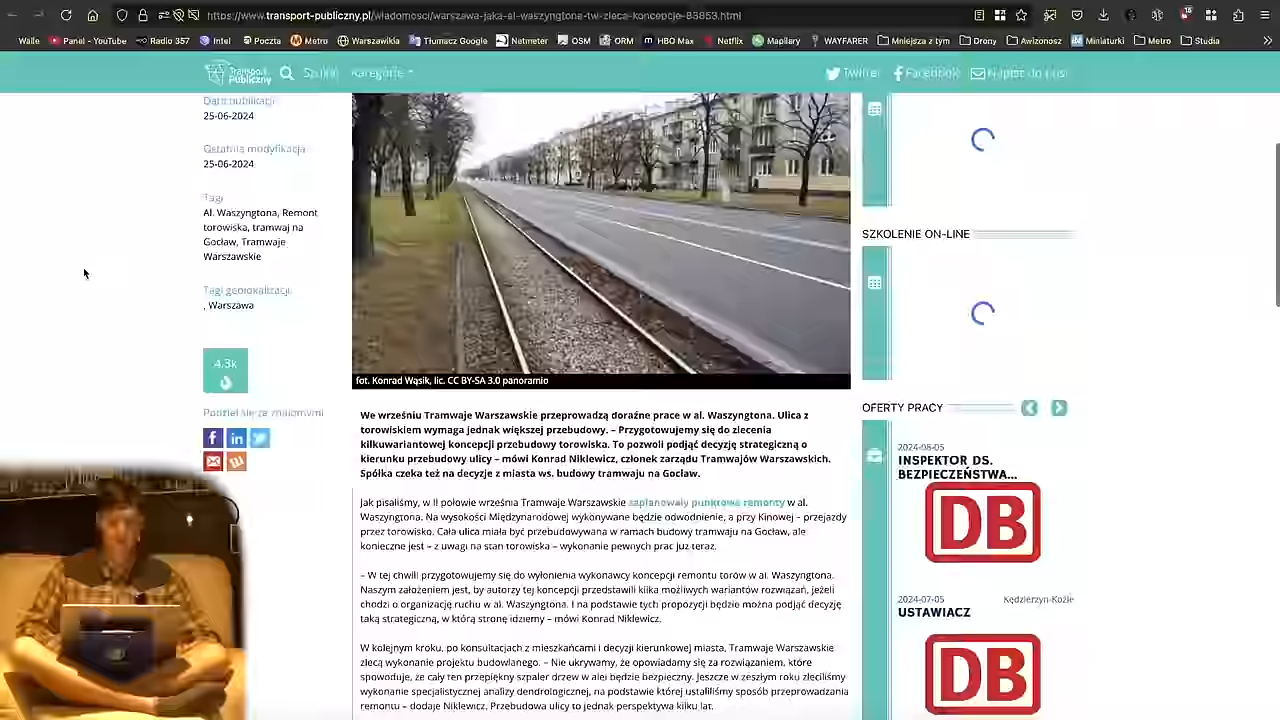 https://www.transport-publiczny.pl/wiadomosci/warszawa-jaka-al-waszyngtona-tw-zleca-koncepcje-83853.html
Walle Panel - YouTube Radio 357 Intel Poczta Metro Warszawikia Tłumacz Google Netmeter OSM ORM HBO Max Netflix Mapilary WAYFARER Mniejsza z tym Drony Awizonosz Miniaturki Metro Studia
Transport Publiczny Szukaj Kategorie Twitter Facebook Napisz do nas!
Data publikacji
25-06-2024
Ostatnia modyfikacja
25-06-2024
Tagi
Al. Waszyngtona, Remont
torowiska, tramwaj na
Gocław, Tramwaje
Warszawskie
Tagi geolokalizacji
, Warszawa
4.3k
Podziel się ze znajomymi
fot. Konrad Wąsik, lic. CC BY-SA 3.0 panoramio
We wrześniu Tramwaje Warszawskie przeprowadzą doraźne prace w al. Waszyngtona. Ulica z
torowiskiem wymaga jednak większej przebudowy. – Przygotowujemy się do zlecenia
kilkuwariantowej koncepcji przebudowy torowiska. To pozwoli podjąć decyzję strategiczną o
kierunku przebudowy ulicy – mówi Konrad Niklewicz, członek zarządu Tramwajów Warszawskich.
Spółka czeka też na decyzje z miasta ws. budowy tramwaju na Gocław.
Jak pisaliśmy, w II połowie września Tramwaje Warszawskie zaplanowały punktowe remonty w al.
Waszyngtona. Na wysokości Międzynarodowej wykonywane będzie odwodnienie, a przy Kinowej – przejazdy
przez torowisko. Cała ulica miała być przebudowywana w ramach budowy tramwaju na Gocław, ale
konieczne jest – z uwagi na stan torowiska – wykonanie pewnych prac już teraz.
– W tej chwili przygotowujemy się do wyłonienia wykonawcy koncepcji remontu torów w al. Waszyngtona.
Naszym założeniem jest, by autorzy tej koncepcji przedstawili kilka możliwych wariantów rozwiązań, jeżeli
chodzi o organizację ruchu w al. Waszyngtona. I na podstawie tych propozycji będzie można podjąć decyzję
taką strategiczną, w którą stronę idziemy – mówi Konrad Niklewicz.
W kolejnym kroku, po konsultacjach z mieszkańcami i decyzji kierunkowej miasta, Tramwaje Warszawskie
zlecą wykonanie projektu budowlanego. – Nie ukrywamy, że opowiadamy się za rozwiązaniem, które
spowoduje, że cały ten przepiękny szpaler drzew w alei będzie bezpieczny. Jeszcze w zeszłym roku zleciliśmy
wykonanie specjalistycznej analizy dendrologicznej, na podstawie której ustaliliśmy sposób przeprowadzania
remontu – dodaje Niklewicz. Przebudowa ulicy to jednak perspektywa kilku lat.
SZKOLENIE ON-LINE
OFERTY PRACY
2024-08-05
INSPEKTOR DS.
BEZPIECZEŃSTWA...
DB
2024-07-05 Kędzierzyn-Koźle
USTAWIACZ
DB